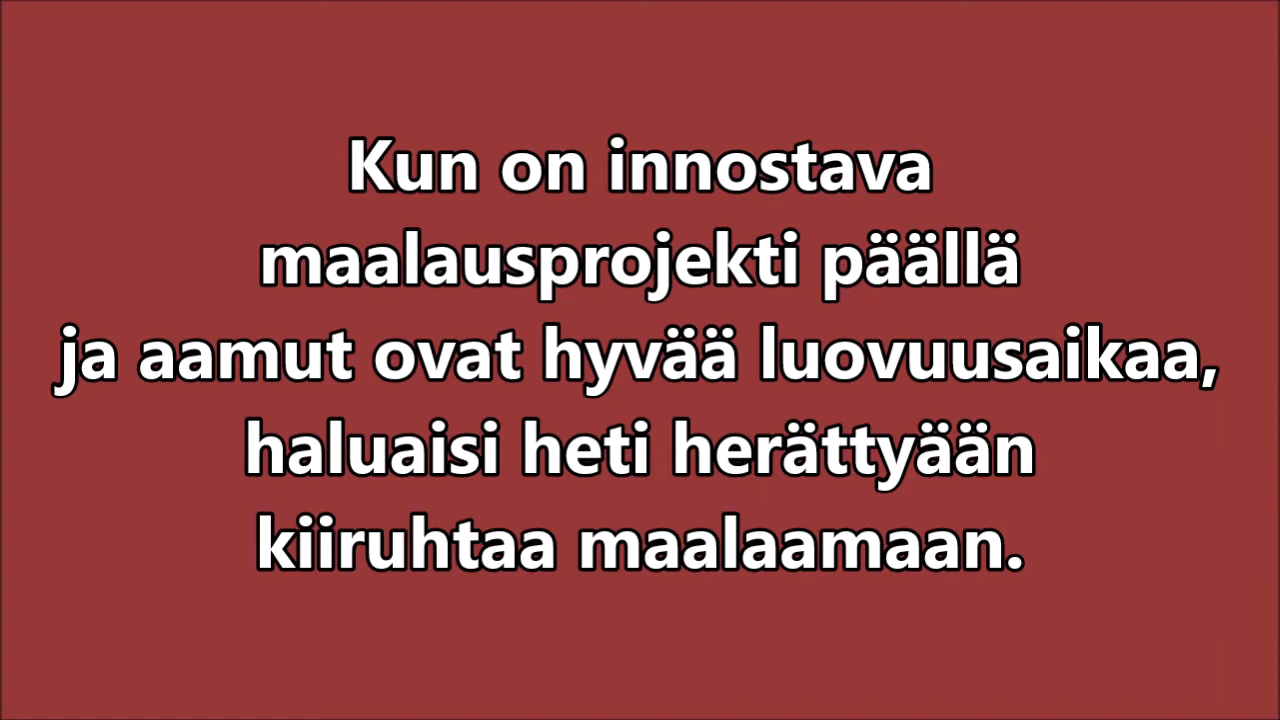 Kun on innostava
maalausprojekti päällä
ja aamut ovat hyvää luovuusaikaa,
haluaisi heti herättyään
kiiruhtaa maalaamaan.